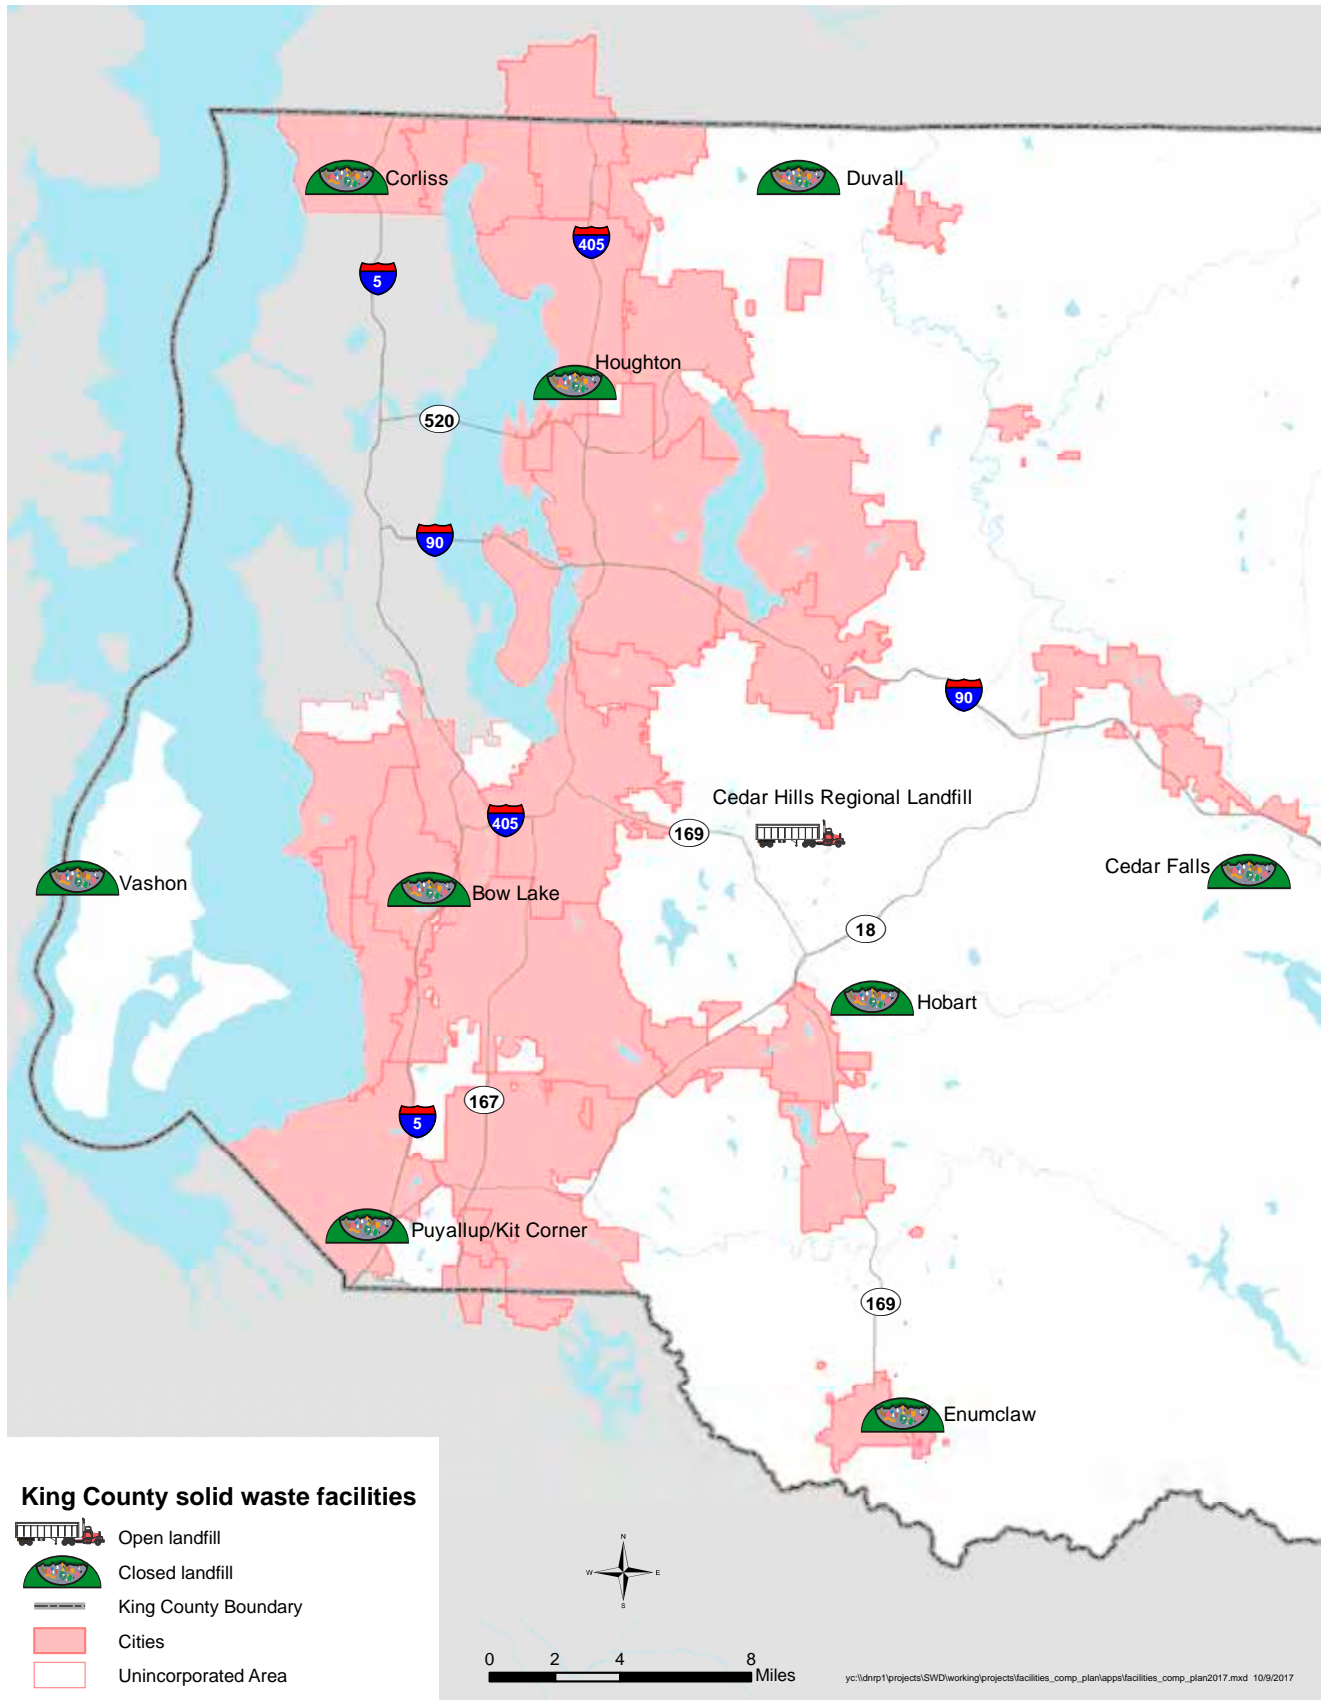 Corliss
Duvall
405
5
Houghton
520
90
90
Cedar Hills Regional Landfill
405
169
Cedar Falls
Vashon
Bow Lake
18
Hobart
167
5
Puyallup/Kit Corner
169
Enumclaw
King County solid waste facilities
Open landfill
Closed landfill
King County Boundary
Cities
Unincorporated Area
N
W E
S
0 2 4 8
Miles
yc:\\dnrp1\projects\SWD\working\projects\facilities_comp_plan\apps\facilities_comp_plan2017.mxd 10/9/2017